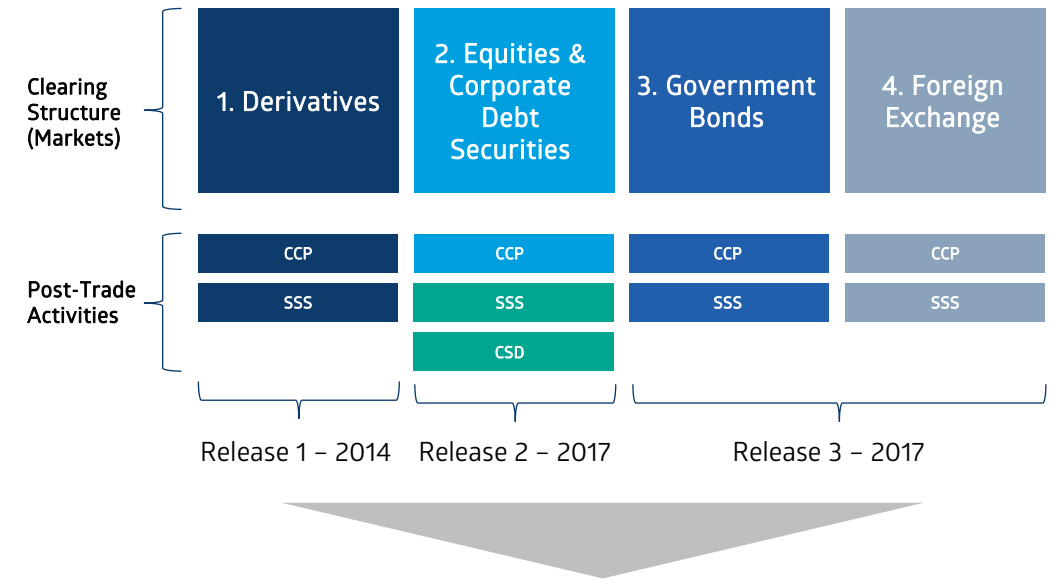 Clearing
Structure
(Markets)
1. Derivatives
2. Equities &
Corporate
Debt
Securities
3. Government
Bonds
4. Foreign
Exchange
Post-Trade
Activities
CCP
CCP
CCP
CCP
SSS
SSS
SSS
SSS
CSD
Release 1 – 2014
Release 2 – 2017
Release 3 – 2017